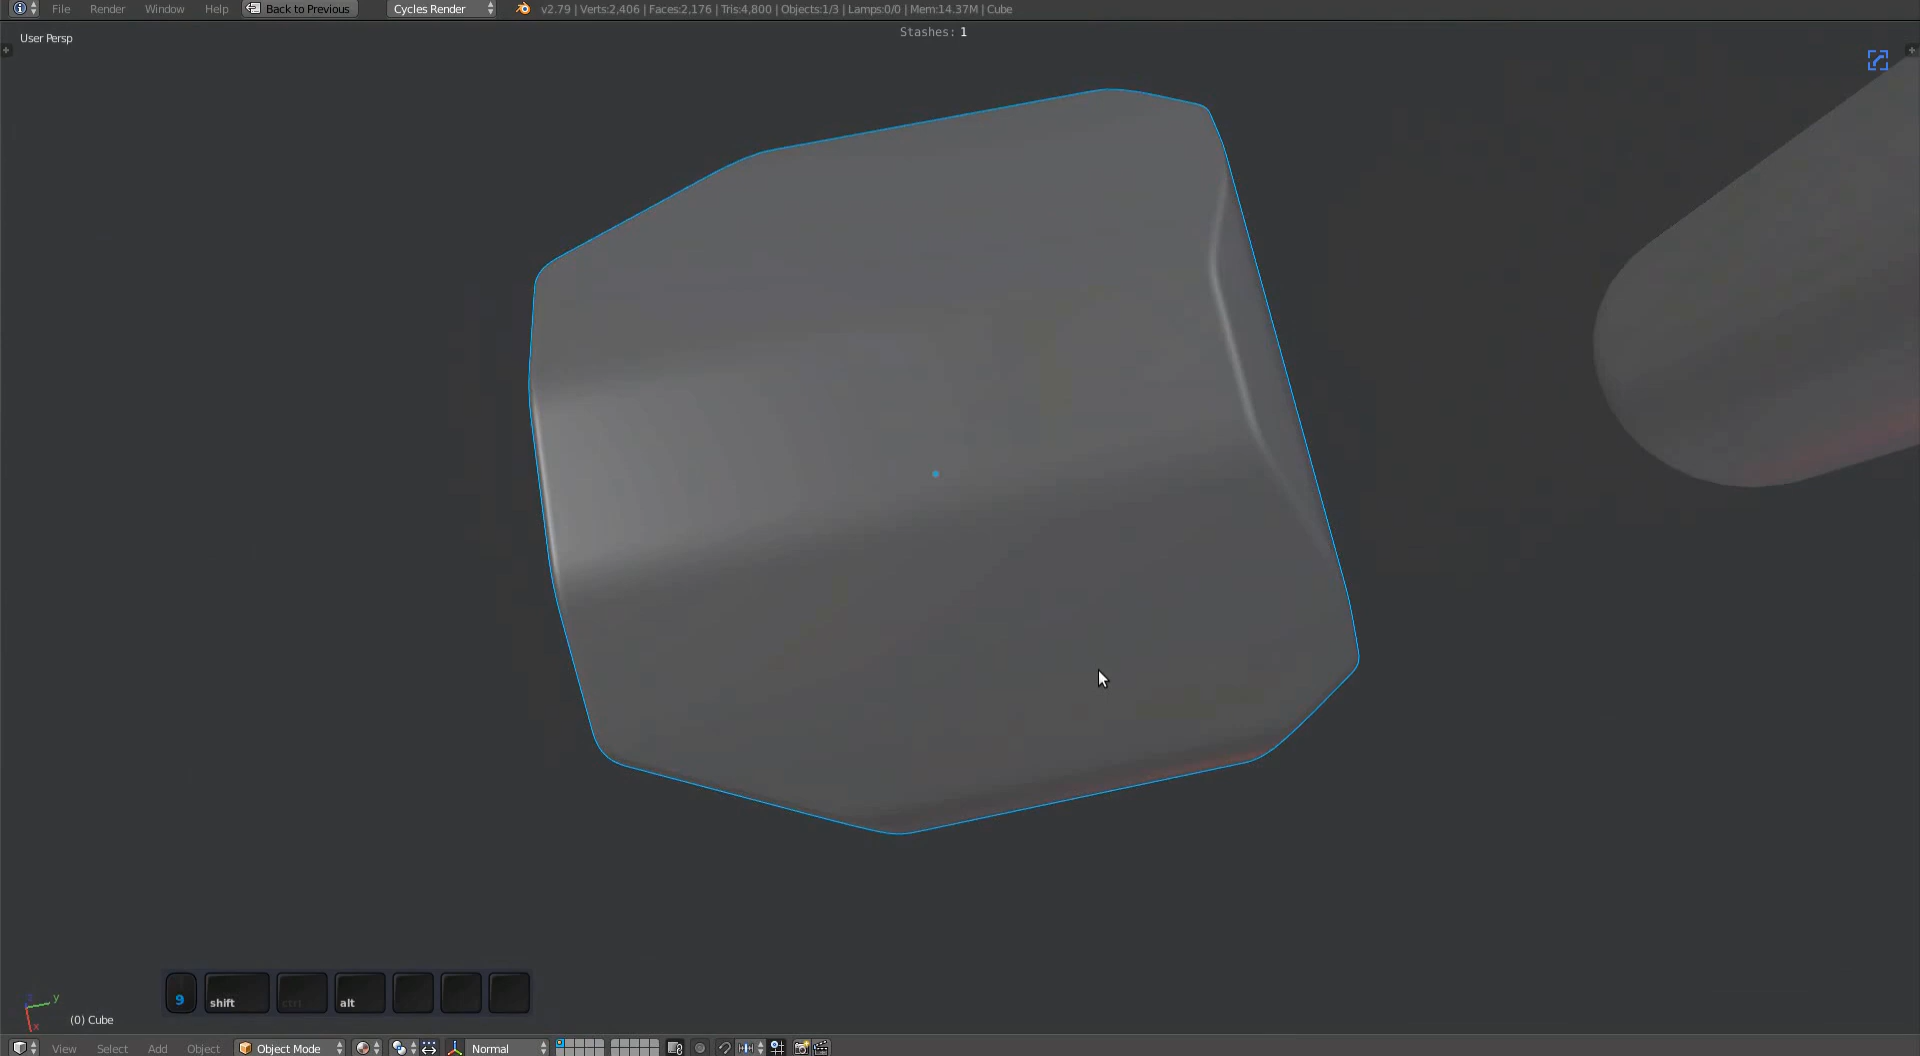 File Render Window Help Back to Previous Cycles Render v2.79 | Verts:2,406 | Faces:2,176 | Tris:4,800 | Objects:1/3 | Lamps:0/0 | Mem:14.37M | Cube
Stashes: 1
User Persp
9 shift ctrl alt
y
x
(0) Cube
View Select Add Object Object Mode Normal